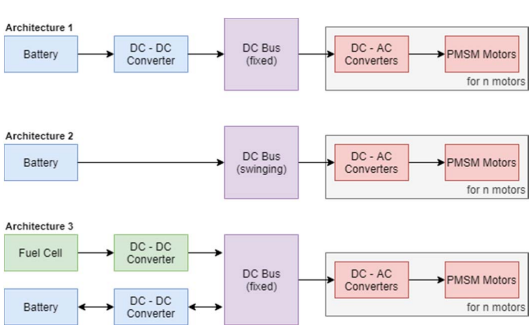 Architecture 1
Battery
DC - DC
Converter
DC Bus
(fixed)
DC - AC
Converters
PMSM Motors
for n motors
Architecture 2
Battery
DC Bus
(swinging)
DC - AC
Converters
PMSM Motors
for n motors
Architecture 3
Fuel Cell
DC - DC
Converter
Battery
DC - DC
Converter
DC Bus
(fixed)
DC - AC
Converters
PMSM Motors
for n motors